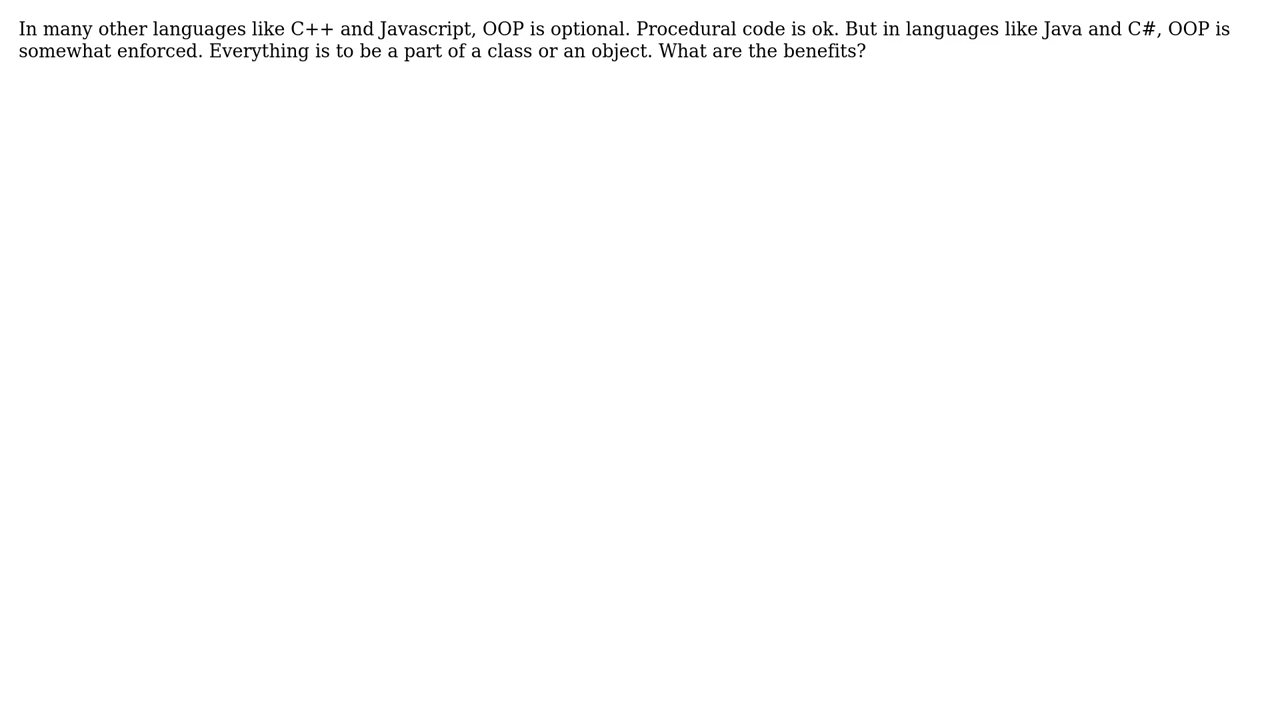 In many other languages like C++ and Javascript, OOP is optional. Procedural code is ok. But in languages like Java and C#, OOP is
somewhat enforced. Everything is to be a part of a class or an object. What are the benefits?